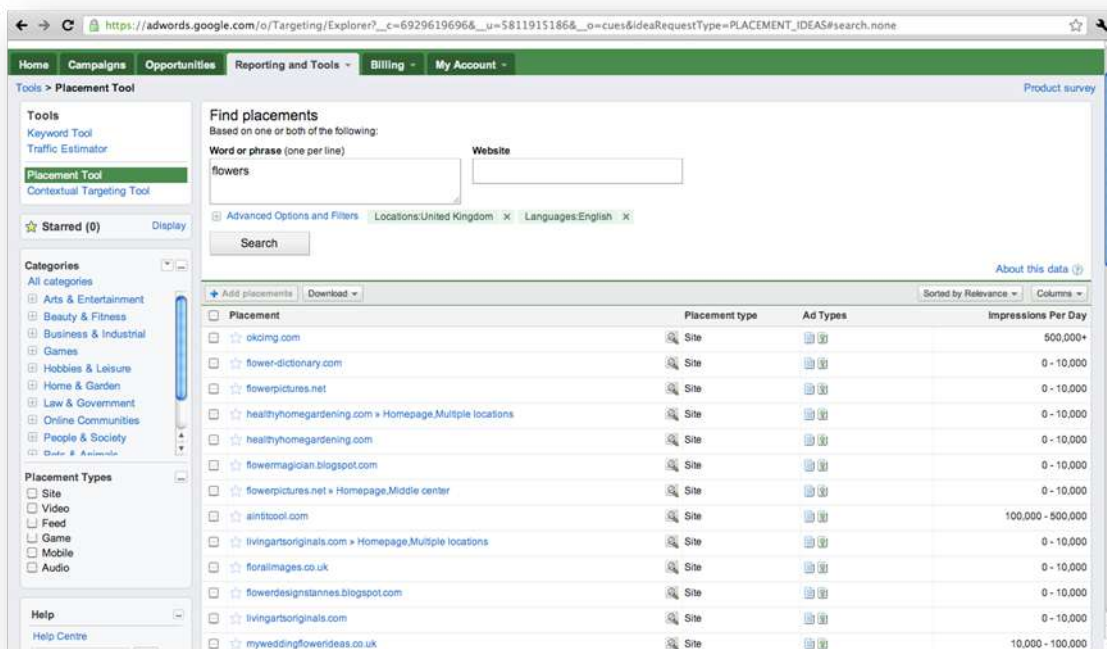 https://adwords.google.com/o/Targeting/Explorer?__c=6929619696&__u=5811915186&__o=cues&ideaRequestType=PLACEMENT_IDEAS#search.none
Home Campaigns Opportunities Reporting and Tools Billing My Account
Tools > Placement Tool Product survey
Tools
Keyword Tool
Traffic Estimator
Placement Tool
Contextual Targeting Tool
Starred (0) Display
Categories
All categories
Arts & Entertainment
Beauty & Fitness
Business & Industrial
Games
Hobbies & Leisure
Home & Garden
Law & Government
Online Communities
People & Society
Pets & Animals
Placement Types
Site
Video
Feed
Game
Mobile
Audio
Help
Help Centre
Find placements
Based on one or both of the following:
Word or phrase (one per line) Website
flowers
Advanced Options and Filters Locations:United Kingdom × Languages:English ×
Search
About this data
+ Add placements Download Sorted by Relevance Columns
Placement Placement type Ad Types Impressions Per Day
okcimg.com Site 500,000+
flower-dictionary.com Site 0 - 10,000
flowerpictures.net Site 0 - 10,000
healthyhomegardening.com » Homepage,Multiple locations Site 0 - 10,000
healthyhomegardening.com Site 0 - 10,000
flowermagician.blogspot.com Site 0 - 10,000
flowerpictures.net » Homepage,Middle center Site 0 - 10,000
aintitcool.com Site 100,000 - 500,000
livingartsoriginals.com » Homepage,Multiple locations Site 0 - 10,000
floralimages.co.uk Site 0 - 10,000
flowerdesignstannes.blogspot.com Site 0 - 10,000
livingartsoriginals.com Site 0 - 10,000
myweddingflowerideas.co.uk Site 10,000 - 100,000